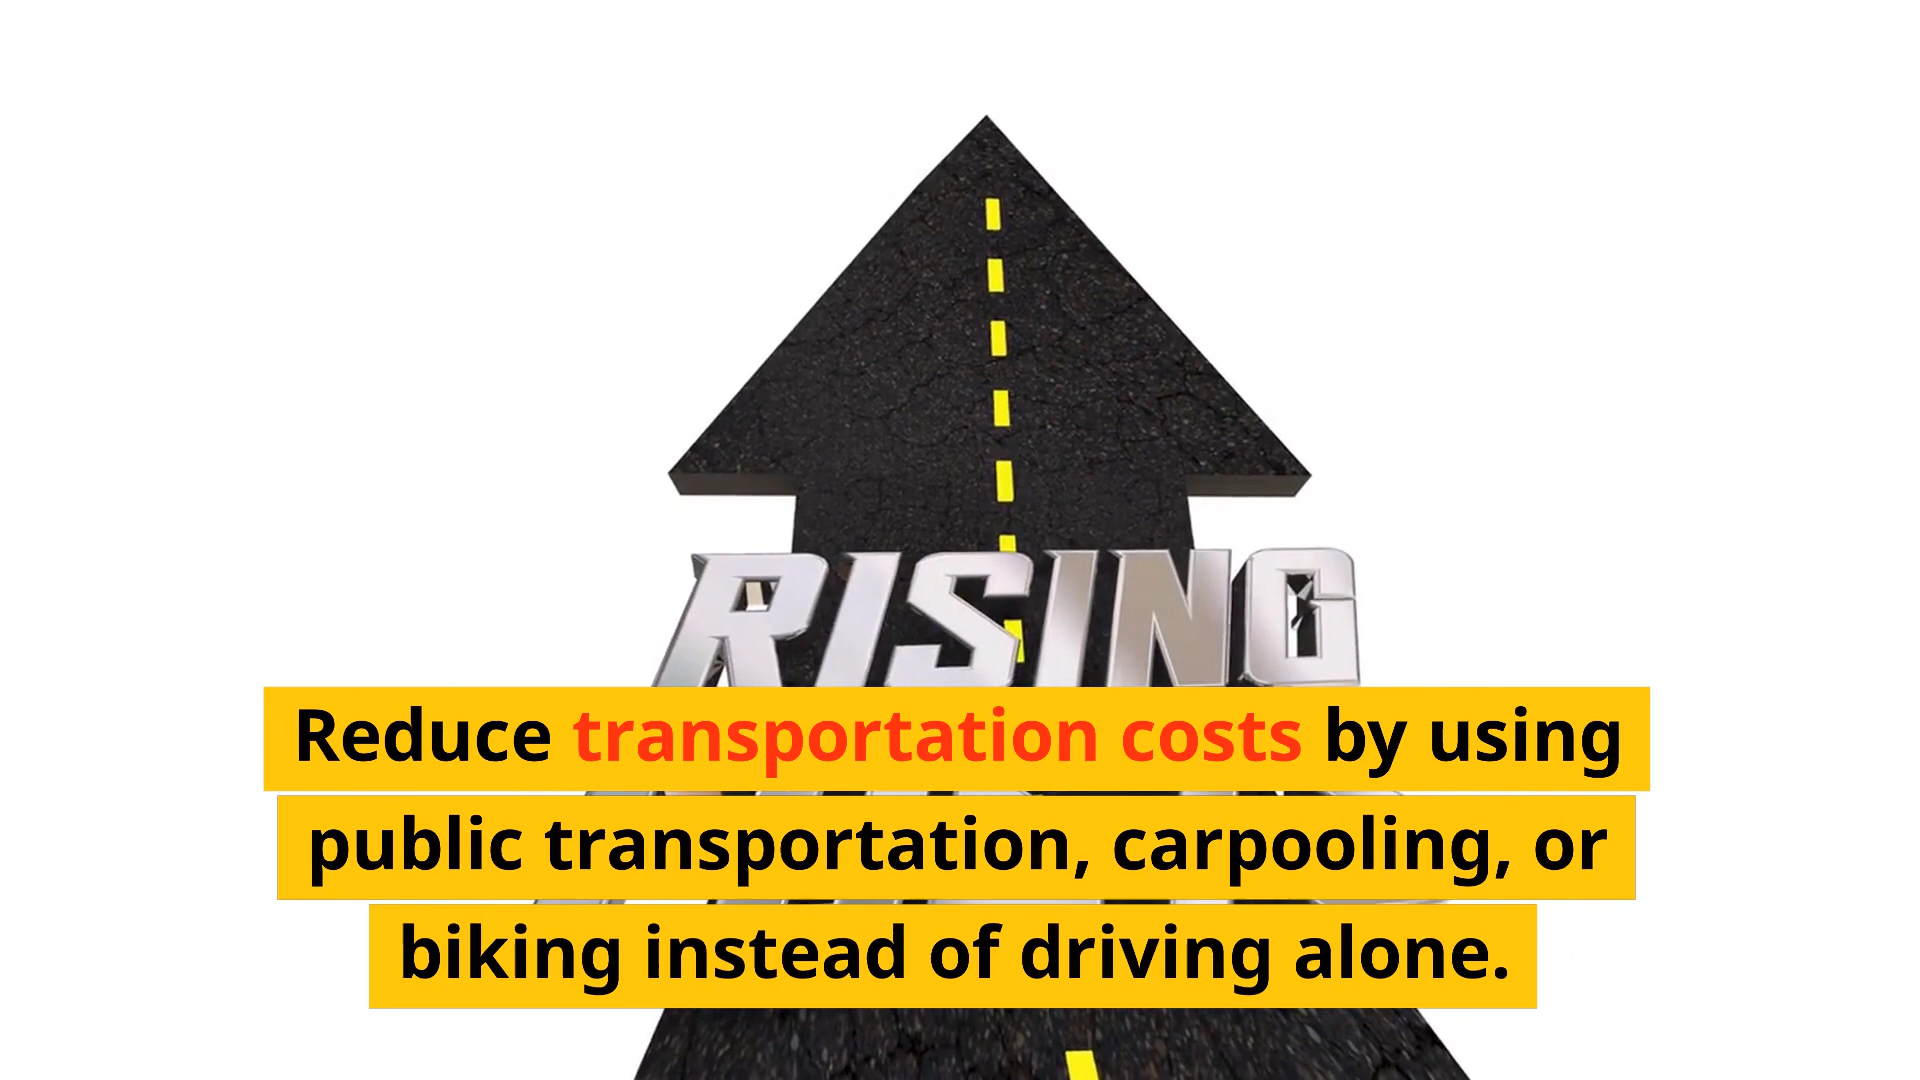 RISING
Reduce transportation costs by using
public transportation, carpooling, or
biking instead of driving alone.